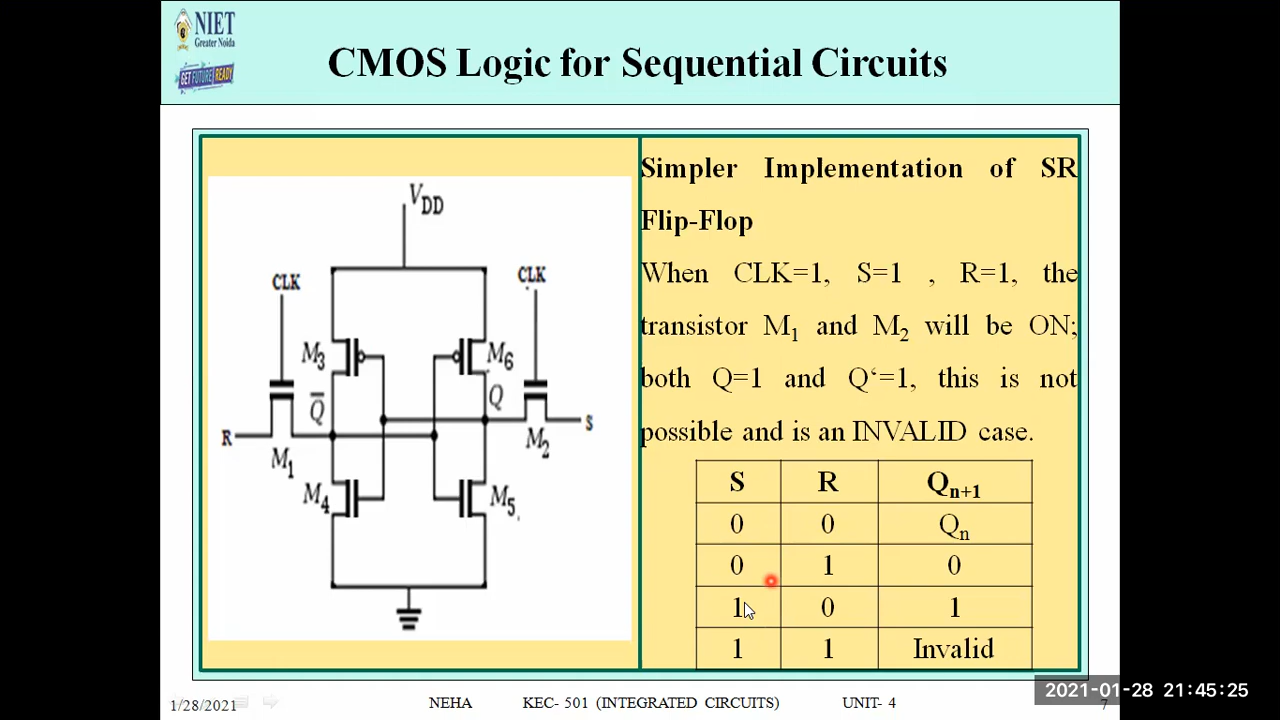 NIET
Greater Noida
GET FUTURE READY
CMOS Logic for Sequential Circuits
V_DD
CLK
CLK
M3
M6
Q̅
Q
R
S
M1
M2
M4
M5
Simpler Implementation of SR
Flip-Flop
When CLK=1, S=1 , R=1, the
transistor M1 and M2 will be ON;
both Q=1 and Q‘=1, this is not
possible and is an INVALID case.
S R Qn+1
0 0 Qn
0 1 0
1 0 1
1 1 Invalid
1/28/2021 NEHA KEC- 501 (INTEGRATED CIRCUITS) UNIT- 4 7
2021-01-28 21:45:25